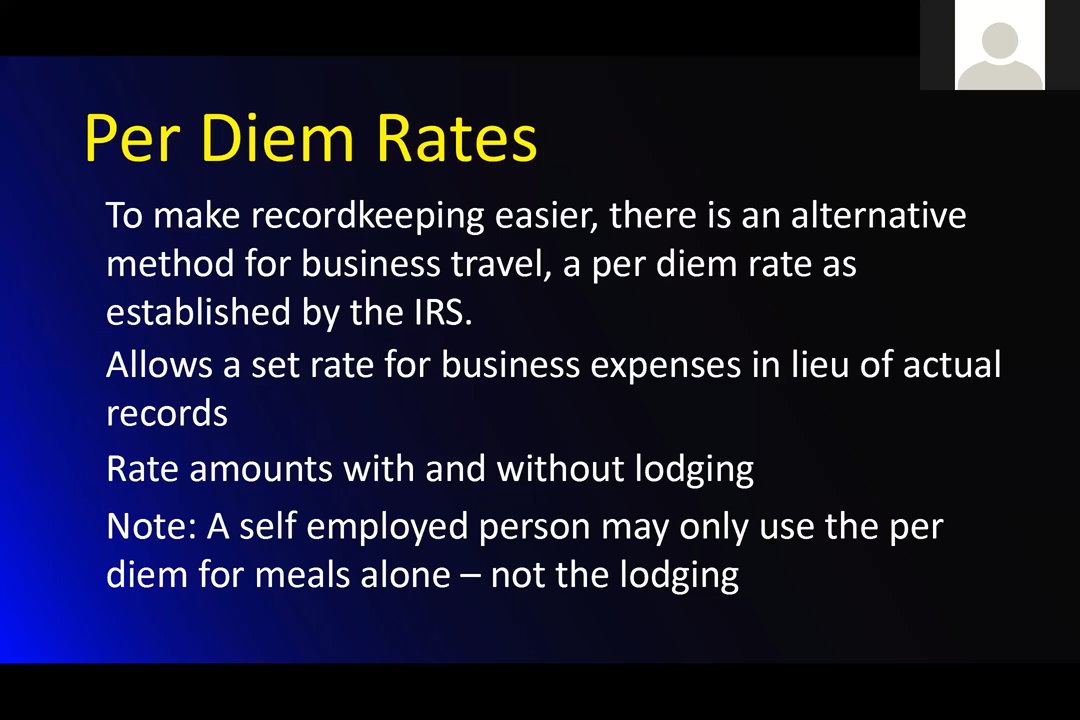 Per Diem Rates
To make recordkeeping easier, there is an alternative
method for business travel, a per diem rate as
established by the IRS.
Allows a set rate for business expenses in lieu of actual
records
Rate amounts with and without lodging
Note: A self employed person may only use the per
diem for meals alone – not the lodging